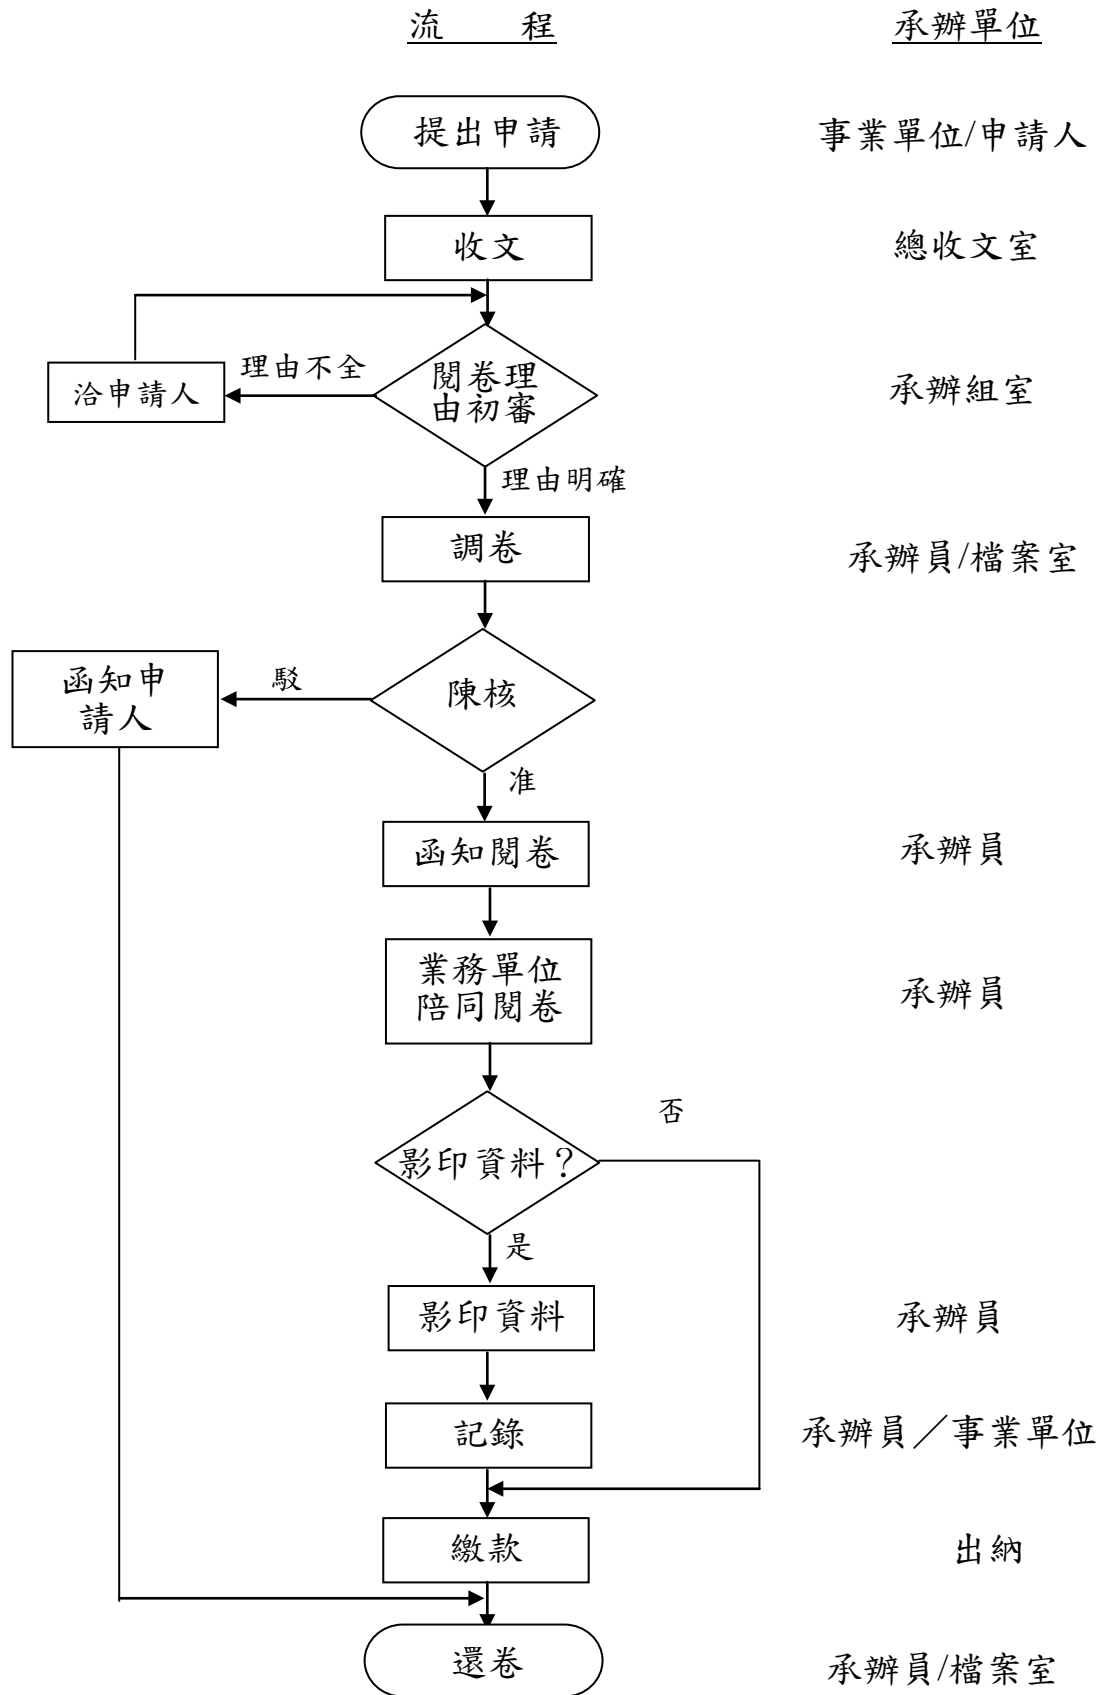 流 程 承辦單位
提出申請 事業單位/申請人
收文 總收文室
理由不全
洽申請人
閱卷理
由初審
承辦組室
理由明確
調卷 承辦員/檔案室
函知申
請人
駁
陳核
准
函知閱卷 承辦員
業務單位
陪同閱卷
承辦員
否
影印資料？
是
影印資料 承辦員
記錄 承辦員／事業單位
繳款 出納
還卷 承辦員/檔案室